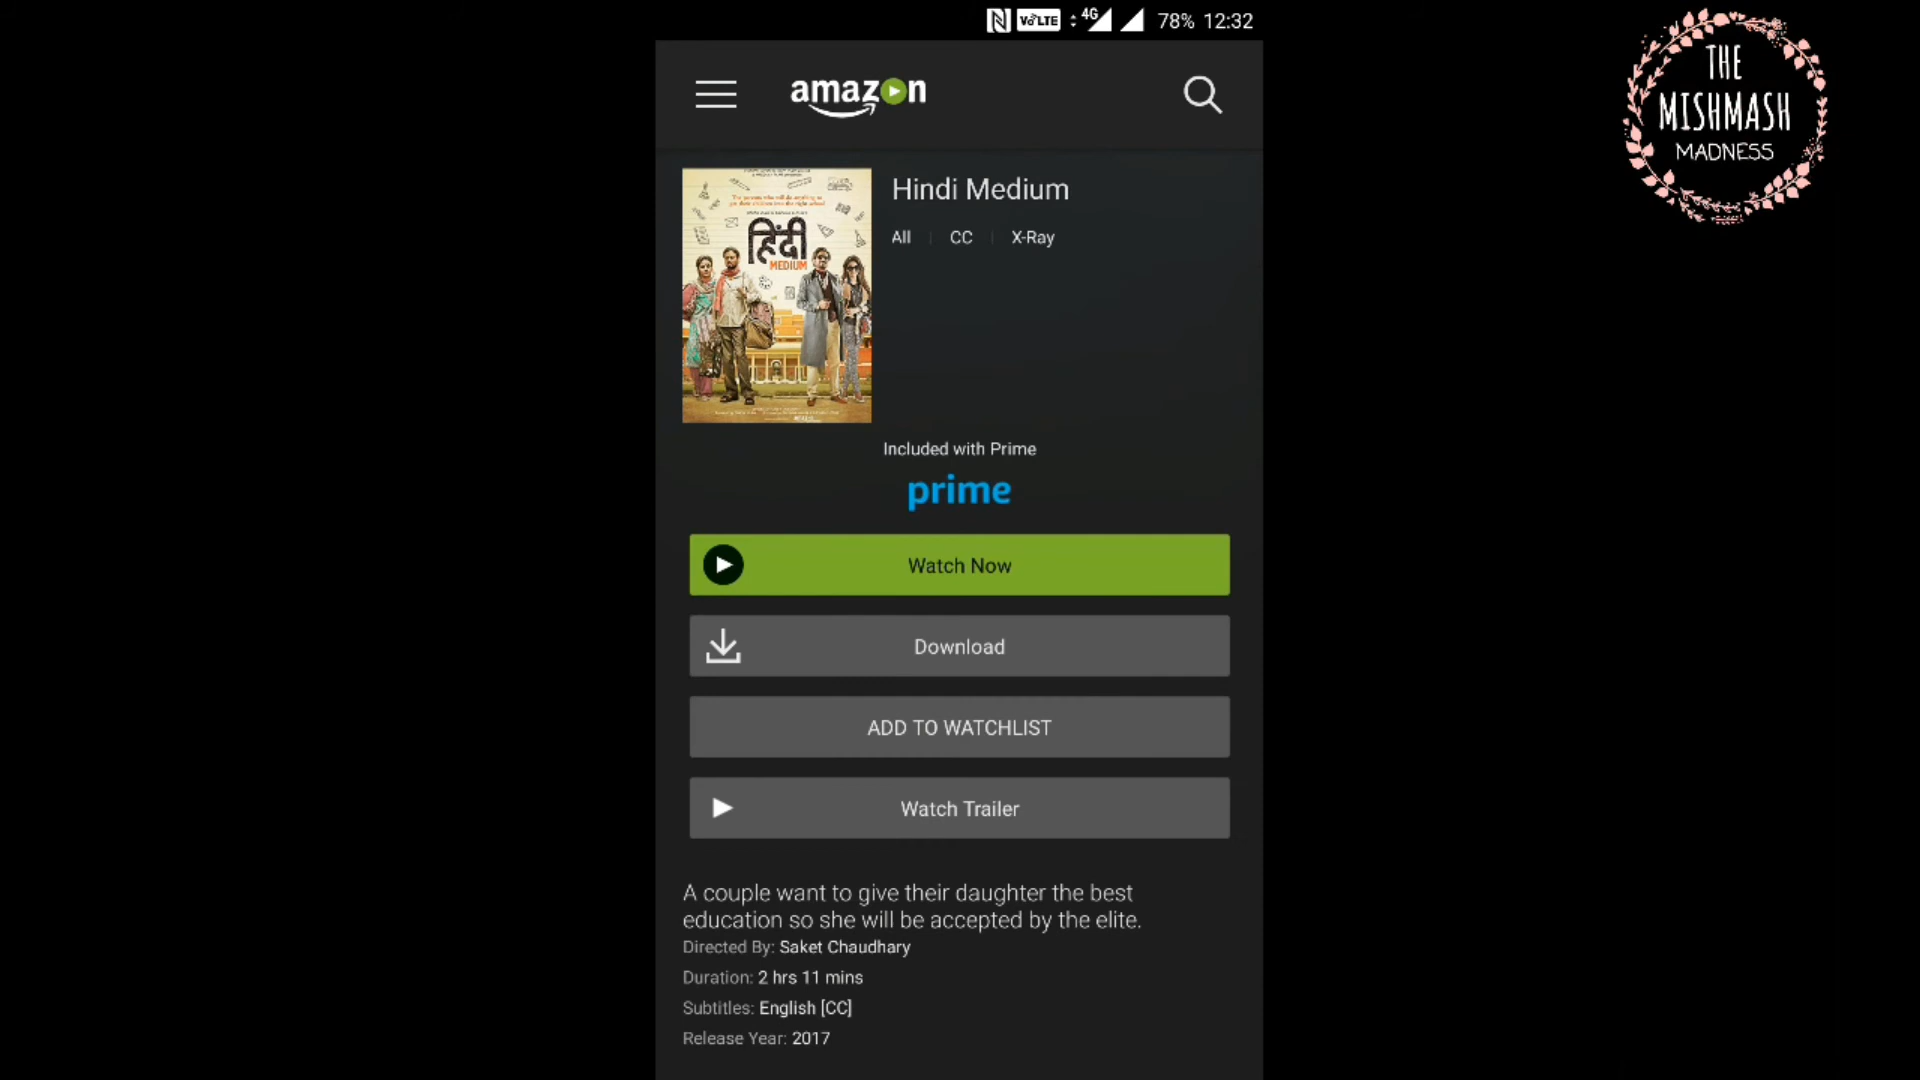 VoLTE 4G 78% 12:32
THE
MISHMASH
MADNESS
amazon
Hindi Medium
All CC X-Ray
हिंदी
MEDIUM
Included with Prime
prime
Watch Now
Download
ADD TO WATCHLIST
Watch Trailer
A couple want to give their daughter the best
education so she will be accepted by the elite.
Directed By: Saket Chaudhary
Duration: 2 hrs 11 mins
Subtitles: English [CC]
Release Year: 2017